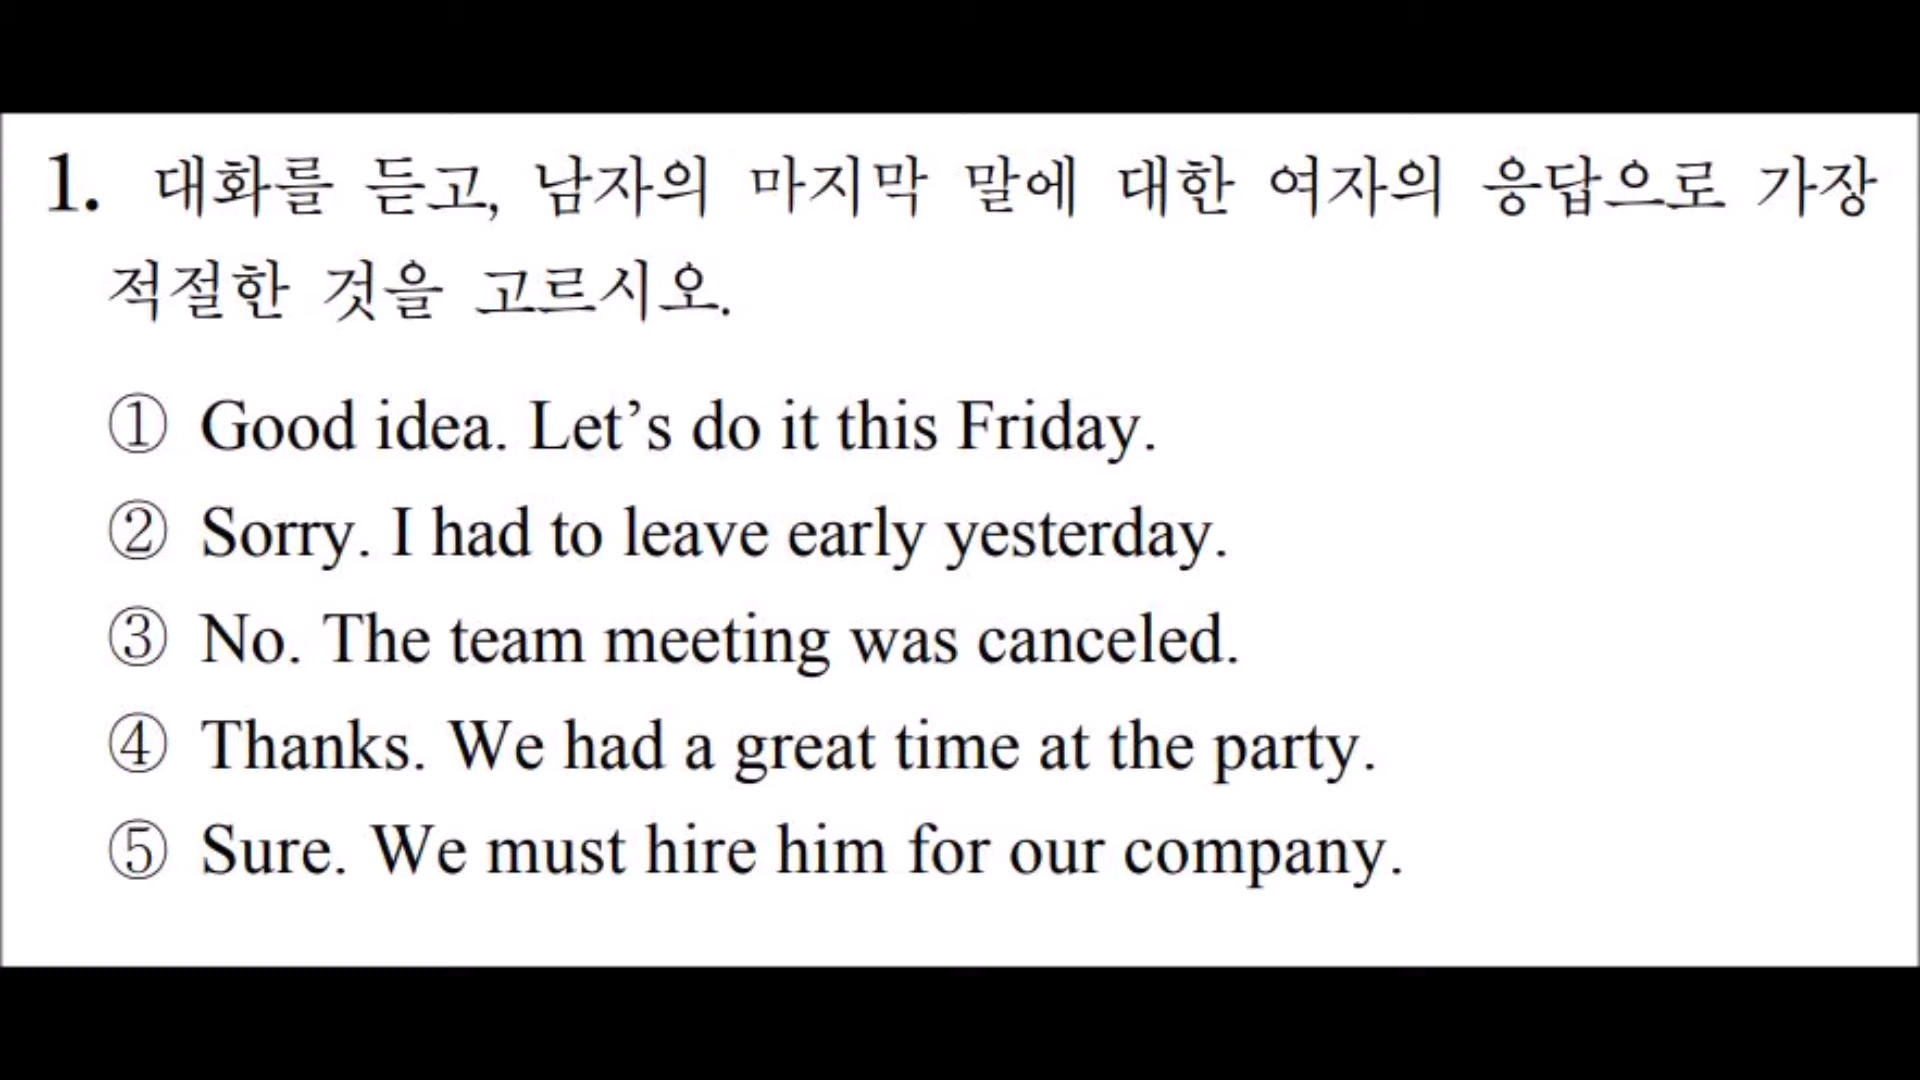 1. 대화를 듣고, 남자의 마지막 말에 대한 여자의 응답으로 가장
적절한 것을 고르시오.
① Good idea. Let’s do it this Friday.
② Sorry. I had to leave early yesterday.
③ No. The team meeting was canceled.
④ Thanks. We had a great time at the party.
⑤ Sure. We must hire him for our company.